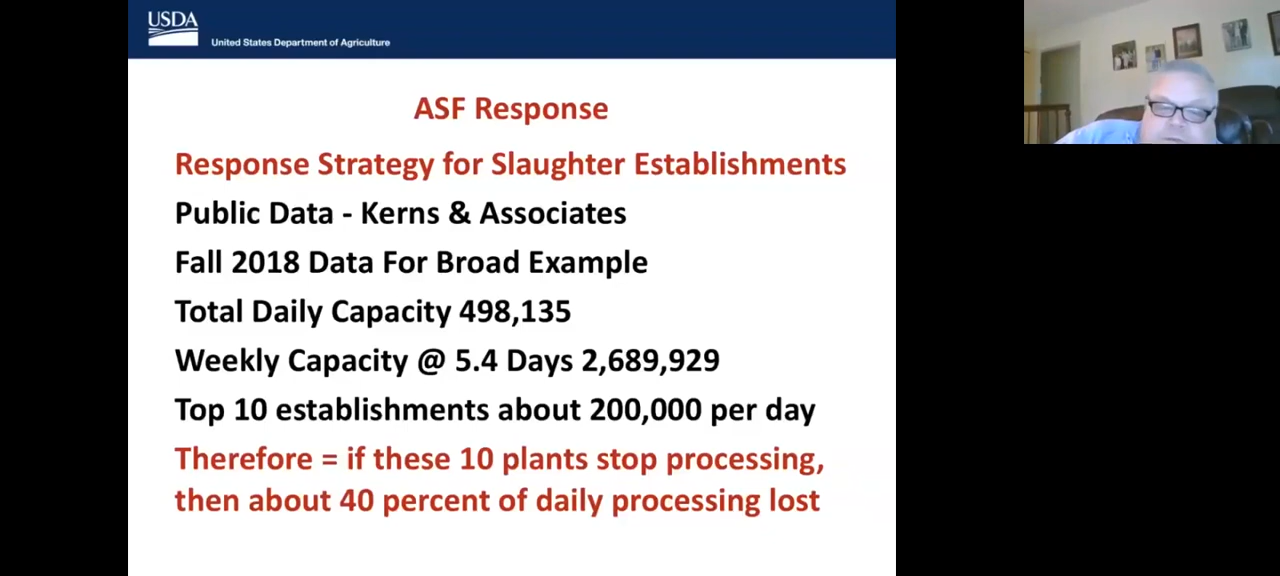 USDA
United States Department of Agriculture
ASF Response
Response Strategy for Slaughter Establishments
Public Data - Kerns & Associates
Fall 2018 Data For Broad Example
Total Daily Capacity 498,135
Weekly Capacity @ 5.4 Days 2,689,929
Top 10 establishments about 200,000 per day
Therefore = if these 10 plants stop processing,
then about 40 percent of daily processing lost